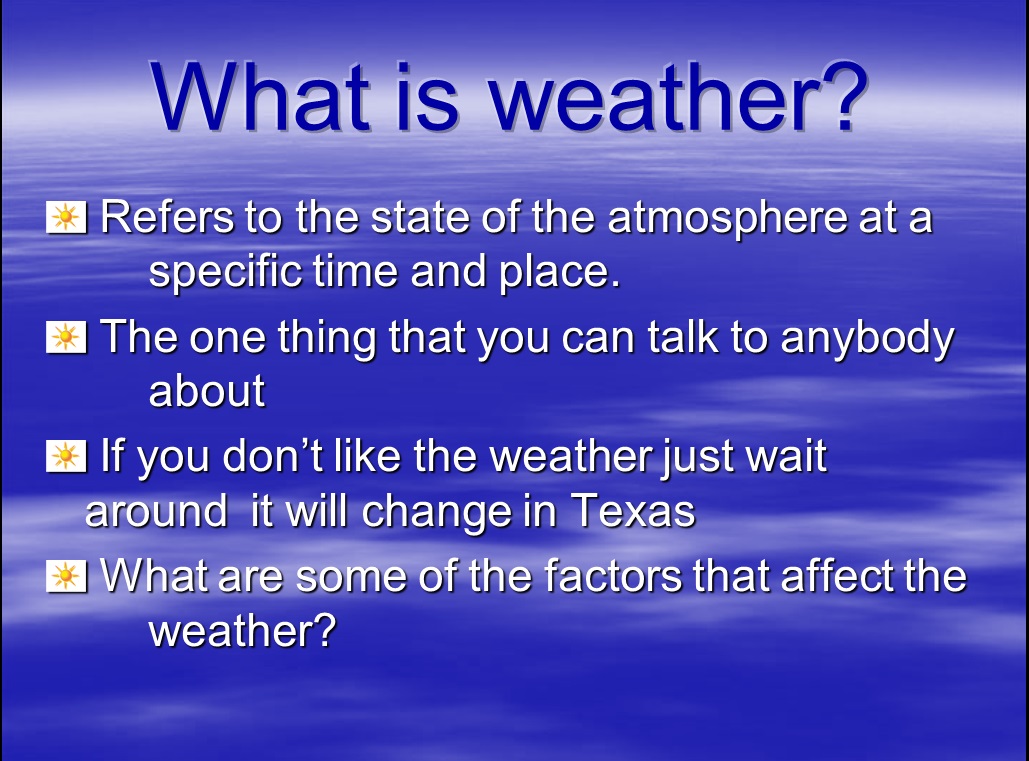 What is weather?
Refers to the state of the atmosphere at a
specific time and place.
The one thing that you can talk to anybody
about
If you don’t like the weather just wait
around  it will change in Texas
What are some of the factors that affect the
weather?